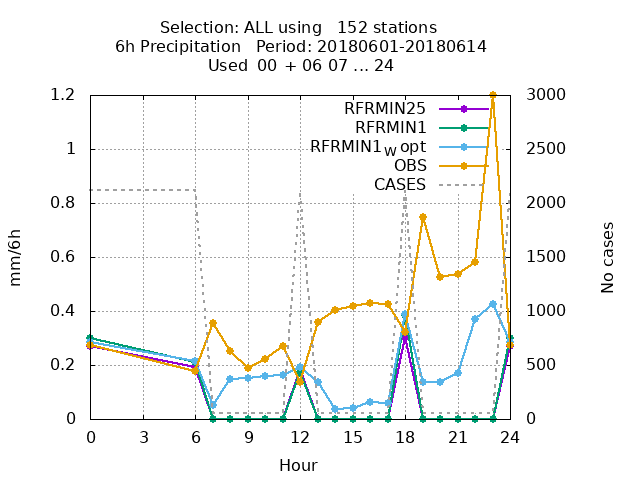 Selection: ALL using   152 stations
6h Precipitation   Period: 20180601-20180614
Used  00 + 06 07 ... 24
1.2 3000
RFRMIN25
RFRMIN1
1 RFRMIN1w opt 2500
OBS
CASES
0.8 2000
0.6 1500
0.4 1000
0.2 500
0 0
mm/6h
No cases
0 3 6 9 12 15 18 21 24
Hour